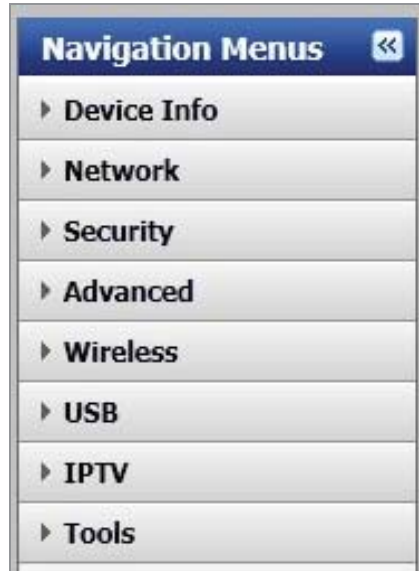 Navigation Menus
Device Info
Network
Security
Advanced
Wireless
USB
IPTV
Tools